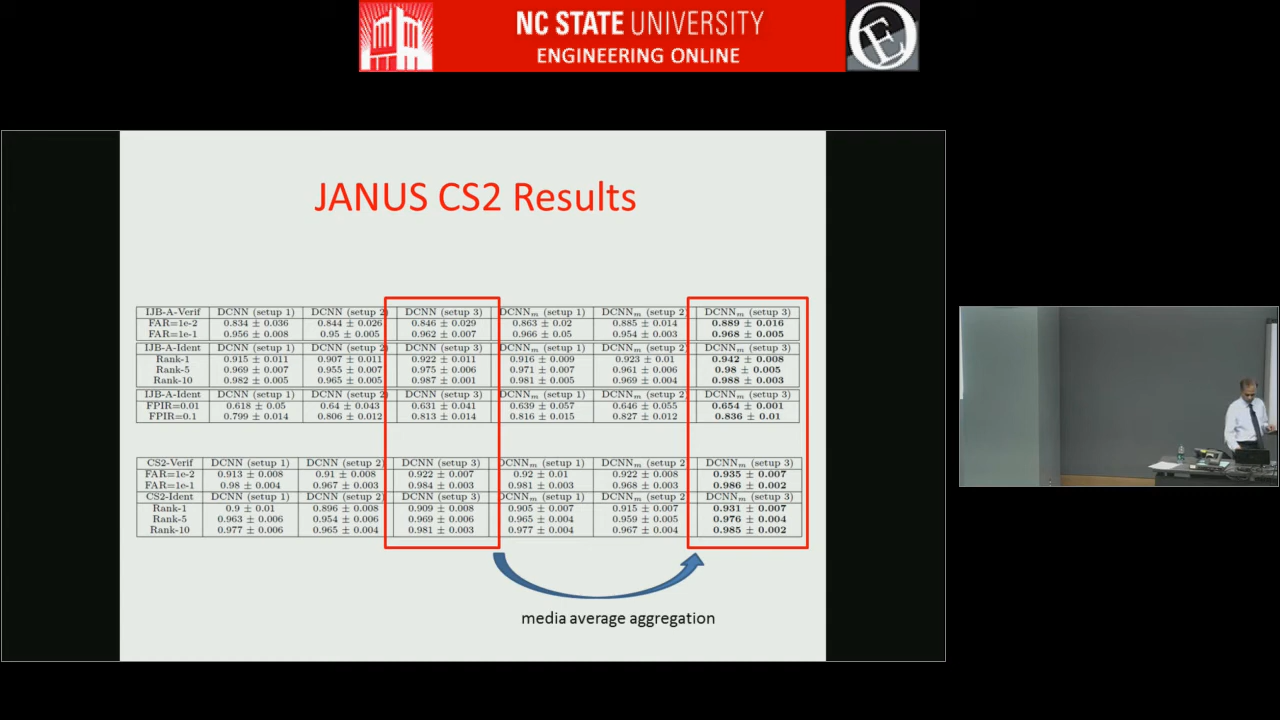 NC STATE UNIVERSITY
ENGINEERING ONLINE
JANUS CS2 Results
IJB-A-Verif DCNN (setup 1) DCNN (setup 2) DCNN (setup 3) DCNNm (setup 1) DCNNm (setup 2) DCNNm (setup 3)
FAR=1e-2 0.834 ± 0.036 0.844 ± 0.026 0.846 ± 0.029 0.863 ± 0.02 0.885 ± 0.014 0.889 ± 0.016
FAR=1e-1 0.956 ± 0.008 0.95 ± 0.005 0.962 ± 0.007 0.966 ± 0.05 0.954 ± 0.003 0.968 ± 0.005
IJB-A-Ident DCNN (setup 1) DCNN (setup 2) DCNN (setup 3) DCNNm (setup 1) DCNNm (setup 2) DCNNm (setup 3)
Rank-1 0.915 ± 0.011 0.907 ± 0.011 0.922 ± 0.011 0.916 ± 0.009 0.923 ± 0.01 0.942 ± 0.008
Rank-5 0.969 ± 0.007 0.955 ± 0.007 0.975 ± 0.006 0.971 ± 0.007 0.961 ± 0.006 0.98 ± 0.005
Rank-10 0.982 ± 0.005 0.965 ± 0.005 0.987 ± 0.001 0.981 ± 0.005 0.969 ± 0.004 0.988 ± 0.003
IJB-A-Ident DCNN (setup 1) DCNN (setup 2) DCNN (setup 3) DCNNm (setup 1) DCNNm (setup 2) DCNNm (setup 3)
FPIR=0.01 0.618 ± 0.05 0.64 ± 0.043 0.631 ± 0.041 0.639 ± 0.057 0.646 ± 0.055 0.654 ± 0.001
FPIR=0.1 0.799 ± 0.014 0.806 ± 0.012 0.813 ± 0.014 0.816 ± 0.015 0.827 ± 0.012 0.836 ± 0.01
CS2-Verif DCNN (setup 1) DCNN (setup 2) DCNN (setup 3) DCNNm (setup 1) DCNNm (setup 2) DCNNm (setup 3)
FAR=1e-2 0.913 ± 0.008 0.91 ± 0.008 0.922 ± 0.007 0.92 ± 0.01 0.922 ± 0.008 0.935 ± 0.007
FAR=1e-1 0.98 ± 0.004 0.967 ± 0.003 0.984 ± 0.003 0.981 ± 0.003 0.968 ± 0.003 0.986 ± 0.002
CS2-Ident DCNN (setup 1) DCNN (setup 2) DCNN (setup 3) DCNNm (setup 1) DCNNm (setup 2) DCNNm (setup 3)
Rank-1 0.9 ± 0.01 0.896 ± 0.008 0.909 ± 0.008 0.905 ± 0.007 0.915 ± 0.007 0.931 ± 0.007
Rank-5 0.963 ± 0.006 0.954 ± 0.006 0.969 ± 0.006 0.965 ± 0.004 0.959 ± 0.005 0.976 ± 0.004
Rank-10 0.977 ± 0.006 0.965 ± 0.004 0.981 ± 0.003 0.977 ± 0.004 0.967 ± 0.004 0.985 ± 0.002
media average aggregation